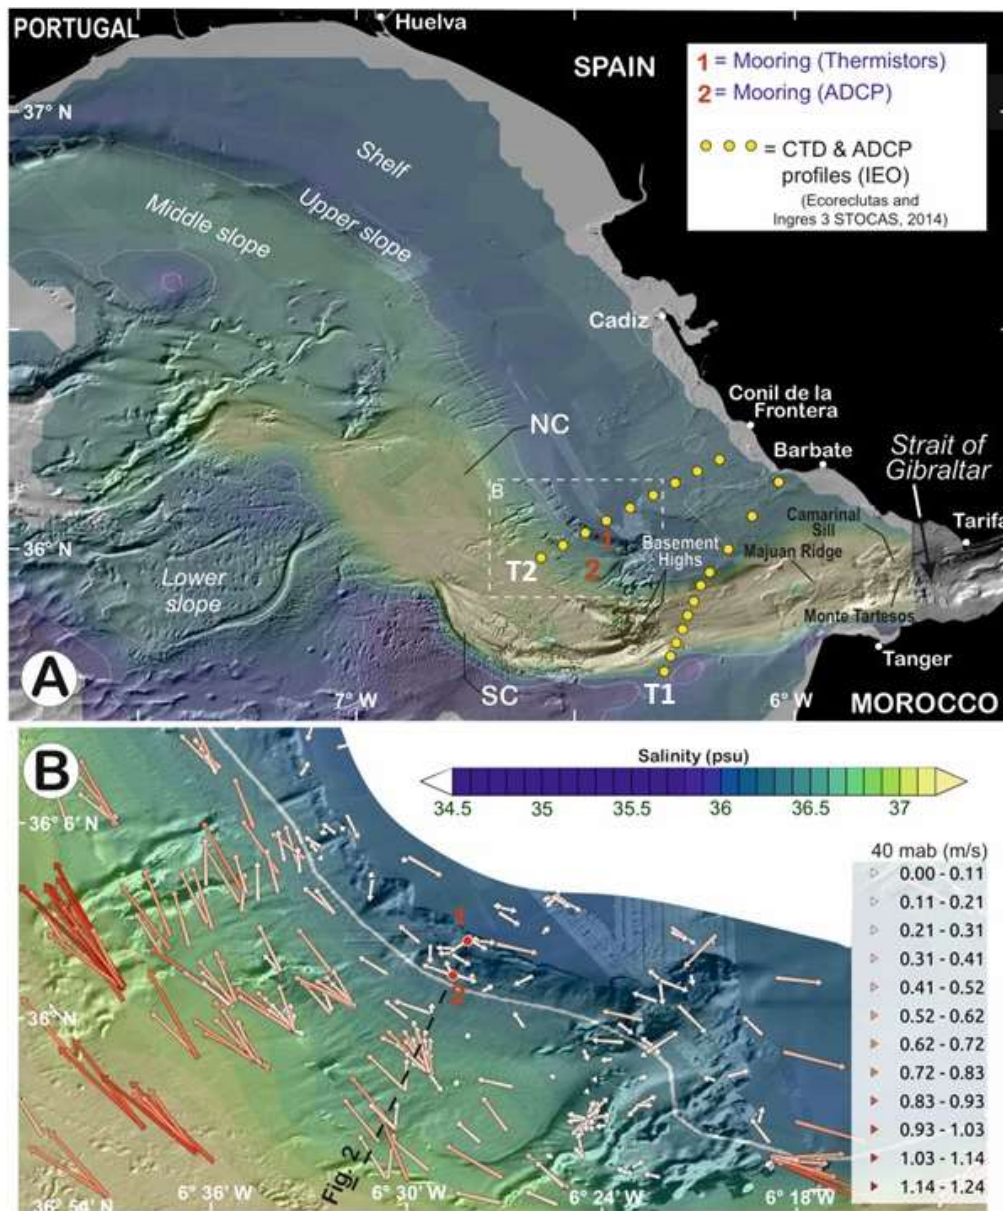 PORTUGAL
Huelva
SPAIN
1 = Mooring (Thermistors)
2 = Mooring (ADCP)
= CTD & ADCP
profiles (IEO)
(Ecoreclutas and
Ingres 3 STOCAS, 2014)
37° N
Shelf
Upper slope
Middle slope
Cadiz
Conil de la
Frontera
NC
Barbate
Strait of
Gibraltar
B
Camarinal
Sill
Tarifa
1
36° N
Basement
Highs
Majuan Ridge
T2
2
Lower
slope
Monte Tartesos
Tanger
A
7° W
SC
T1
6° W
MOROCCO
B
Salinity (psu)
34.5 35 35.5 36 36.5 37
36° 6' N
40 mab (m/s)
0.00 - 0.11
0.11 - 0.21
0.21 - 0.31
0.31 - 0.41
0.41 - 0.52
0.52 - 0.62
0.62 - 0.72
0.72 - 0.83
0.83 - 0.93
0.93 - 1.03
1.03 - 1.14
1.14 - 1.24
1
2
36° N
Fig. 2
36° 54' N
6° 36' W
6° 30' W
6° 24' W
6° 18' W